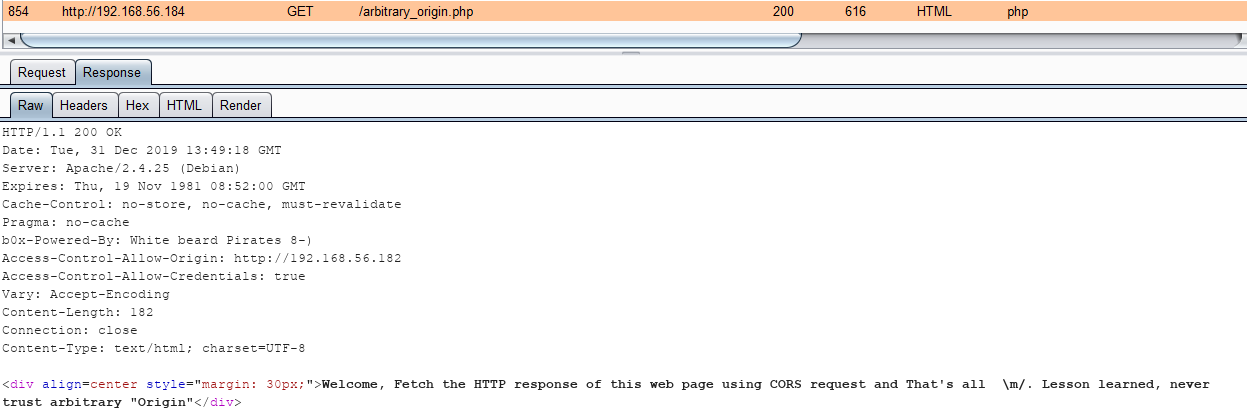 854 http://192.168.56.184 GET /arbitrary_origin.php 200 616 HTML php
Request Response
Raw Headers Hex HTML Render
HTTP/1.1 200 OK
Date: Tue, 31 Dec 2019 13:49:18 GMT
Server: Apache/2.4.25 (Debian)
Expires: Thu, 19 Nov 1981 08:52:00 GMT
Cache-Control: no-store, no-cache, must-revalidate
Pragma: no-cache
b0x-Powered-By: White beard Pirates 8-)
Access-Control-Allow-Origin: http://192.168.56.182
Access-Control-Allow-Credentials: true
Vary: Accept-Encoding
Content-Length: 182
Connection: close
Content-Type: text/html; charset=UTF-8
<div align=center style="margin: 30px;">Welcome, Fetch the HTTP response of this web page using CORS request and That's all  \m/. Lesson learned, never
trust arbitrary "Origin"</div>